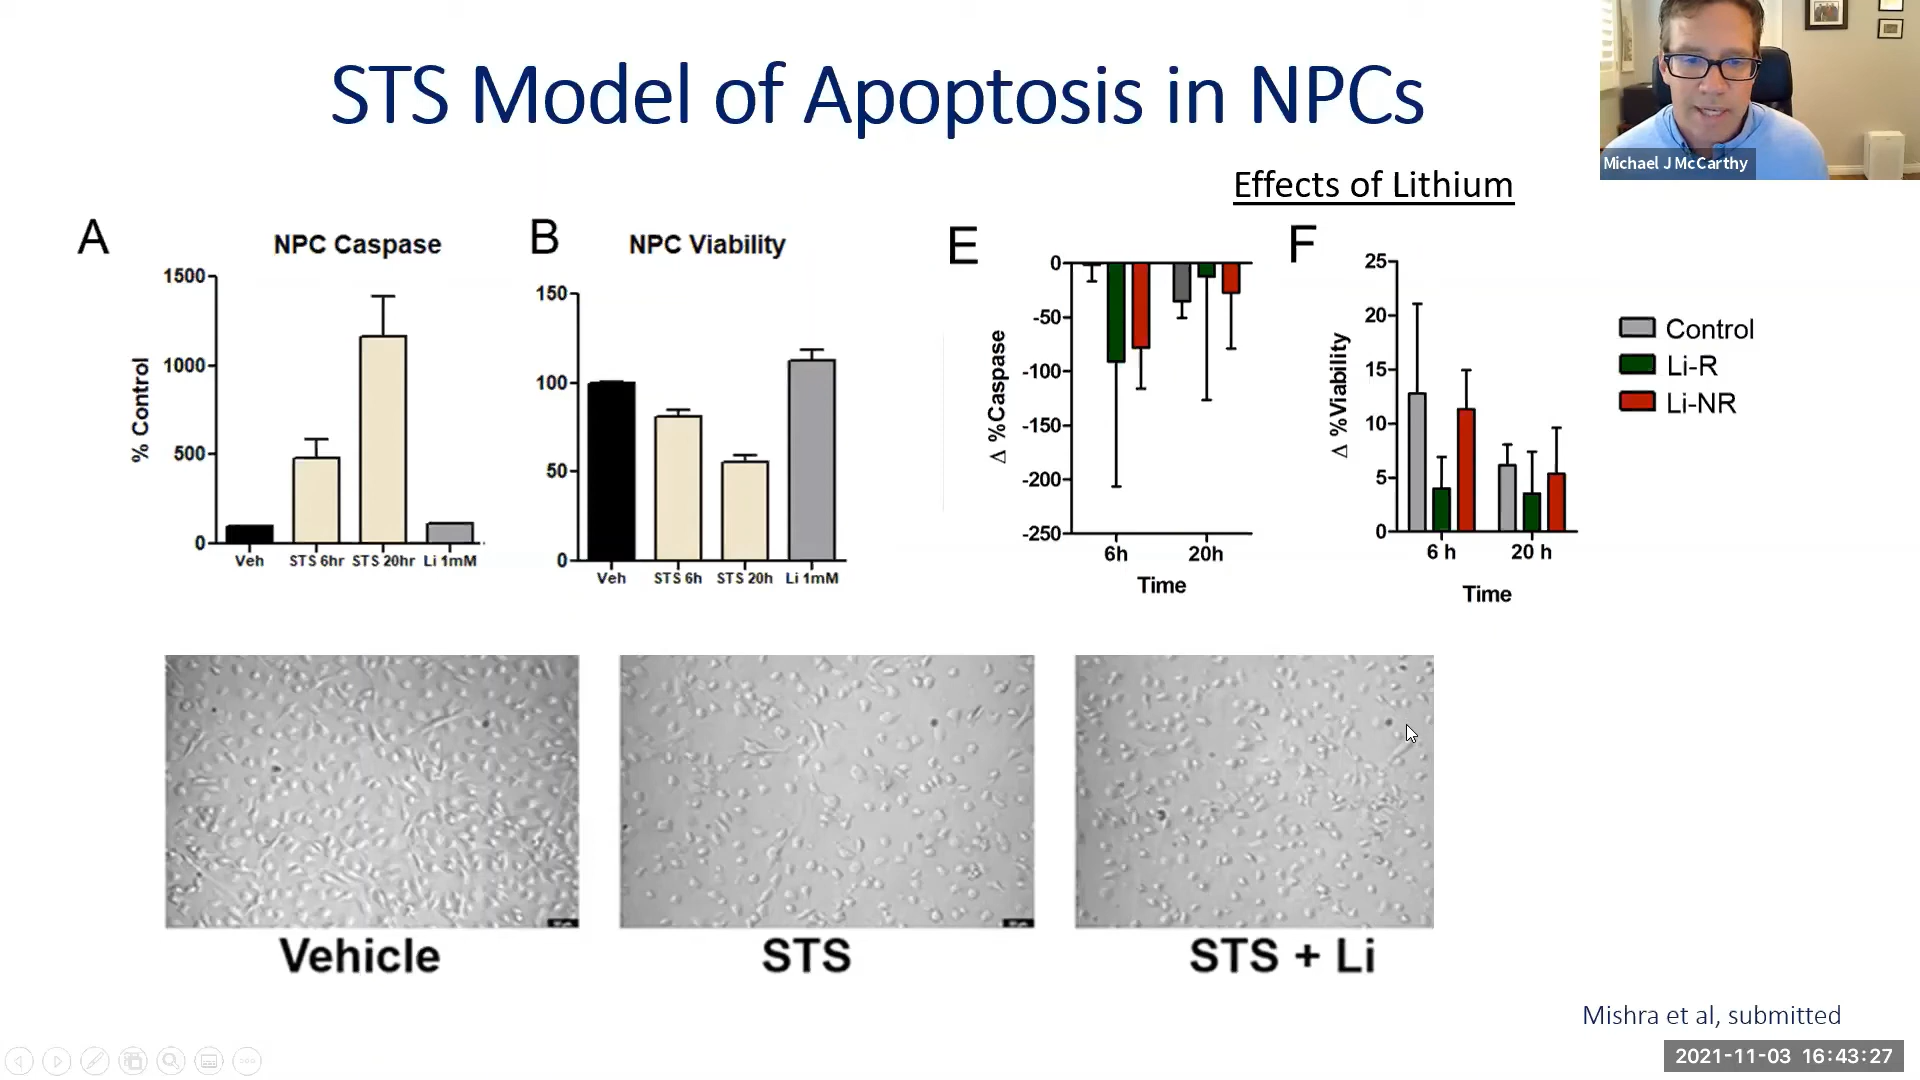 STS Model of Apoptosis in NPCs
Michael J McCarthy
Effects of Lithium
A
NPC Caspase
% Control
1500
1000
500
0
Veh
STS 6hr
STS 20hr
Li 1mM
B
NPC Viability
150
100
50
0
Veh
STS 6h
STS 20h
Li 1mM
E
Δ %Caspase
0
-50
-100
-150
-200
-250
6h
20h
Time
F
Δ %Viability
25
20
15
10
5
0
6 h
20 h
Time
Control
Li-R
Li-NR
Vehicle
STS
STS + Li
Mishra et al, submitted
2021-11-03 16:43:27